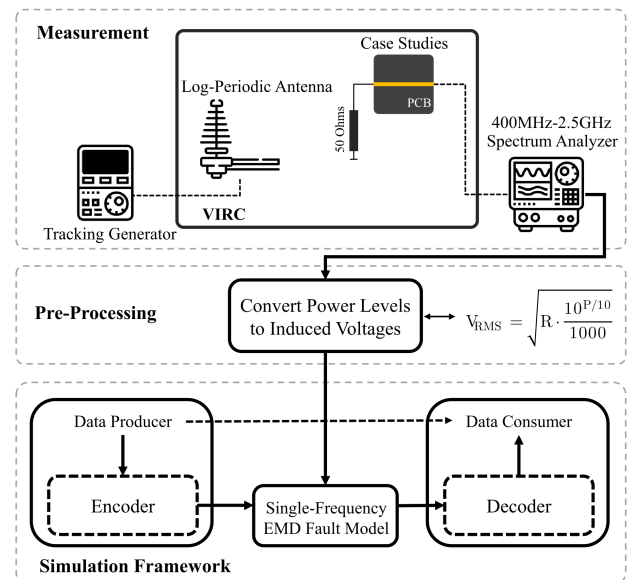 Measurement
Case Studies
Log-Periodic Antenna
PCB
50 Ohms
400MHz-2.5GHz
Spectrum Analyzer
VIRC
Tracking Generator
Pre-Processing
Convert Power Levels
to Induced Voltages
V_RMS = √(R · 10^{P/10}/1000)
Data Producer
Data Consumer
Encoder
Single-Frequency
EMD Fault Model
Decoder
Simulation Framework